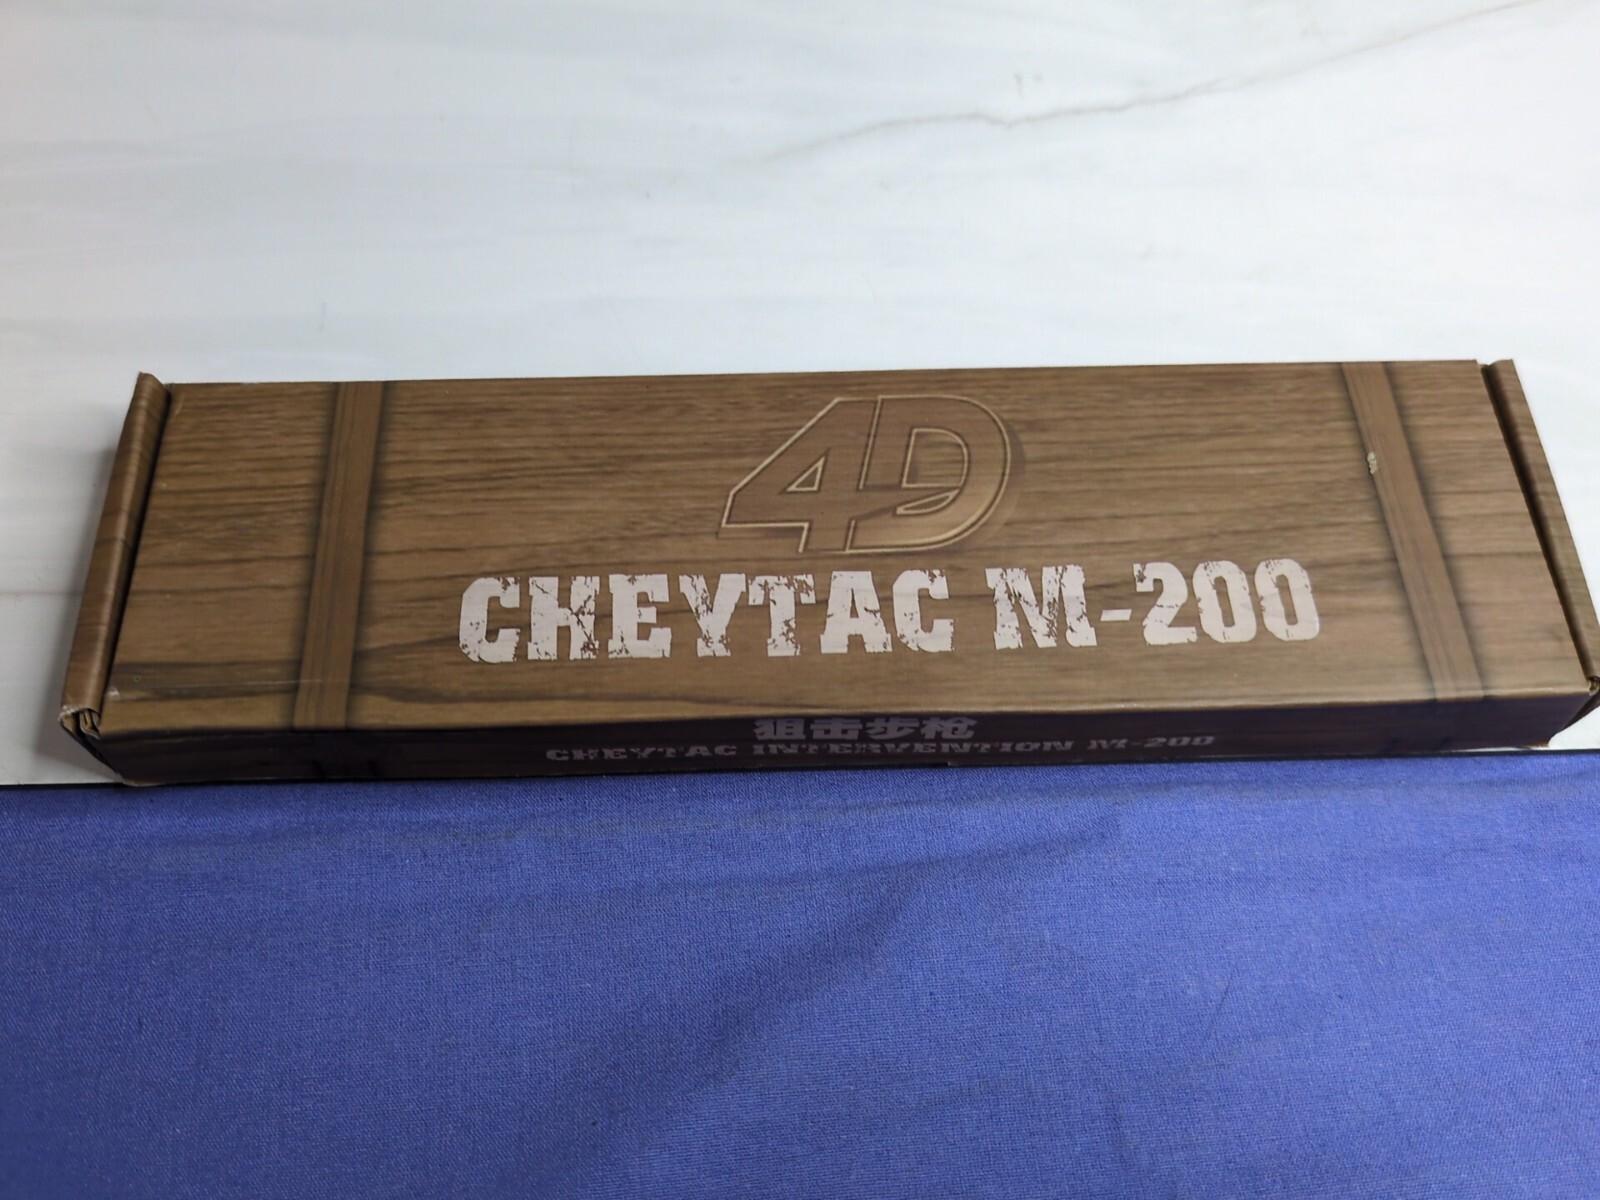 4D
CHEYTAC M-200
狙击步枪
CHEYTAC INTERVENTION M-200